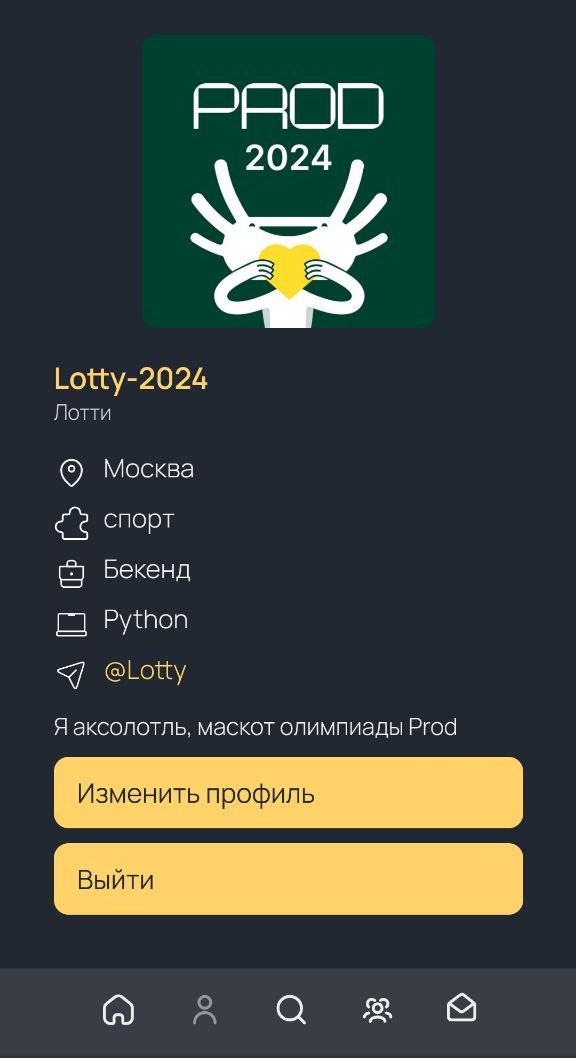 PROD
2024
Lotty-2024
Лотти
Москва
спорт
Бекенд
Python
@Lotty
Я аксолотль, маскот олимпиады Prod
Изменить профиль
Выйти